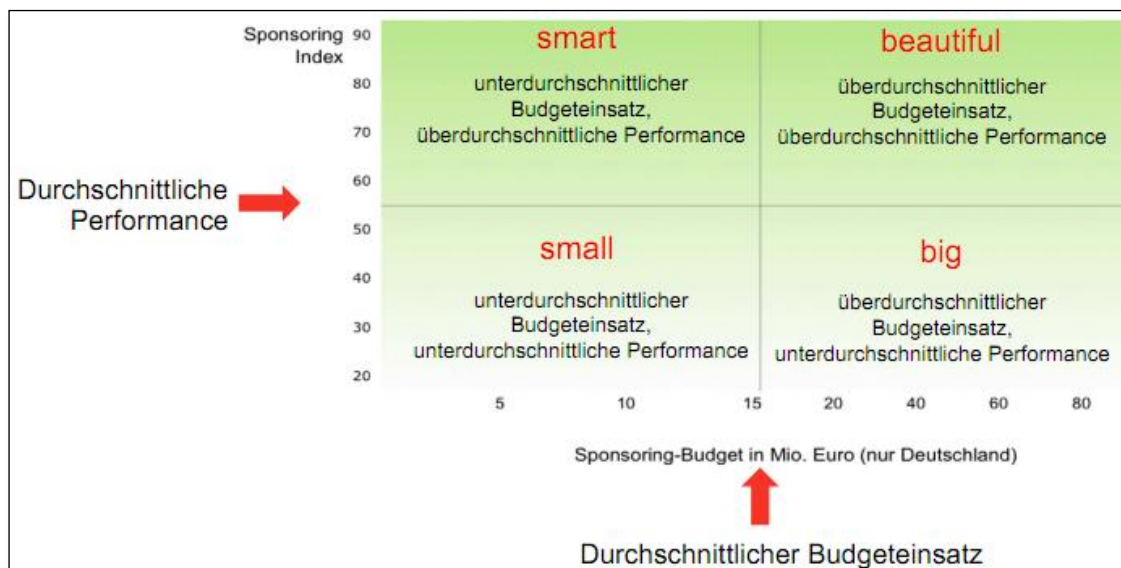 Sponsoring
Index
90
80
70
60
50
40
30
20
smart
unterdurchschnittlicher
Budgeteinsatz,
überdurchschnittliche Performance
beautiful
überdurchschnittlicher
Budgeteinsatz,
überdurchschnittliche Performance
Durchschnittliche
Performance
small
unterdurchschnittlicher
Budgeteinsatz,
unterdurchschnittliche Performance
big
überdurchschnittlicher
Budgeteinsatz,
unterdurchschnittliche Performance
5 10 15 20 40 60 80
Sponsoring-Budget in Mio. Euro (nur Deutschland)
Durchschnittlicher Budgeteinsatz